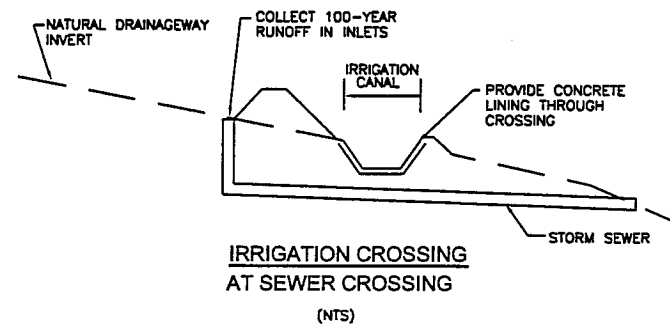 NATURAL DRAINAGEWAY
INVERT
COLLECT 100-YEAR
RUNOFF IN INLETS
IRRIGATION
CANAL
PROVIDE CONCRETE
LINING THROUGH
CROSSING
STORM SEWER
IRRIGATION CROSSING
AT SEWER CROSSING
(NTS)